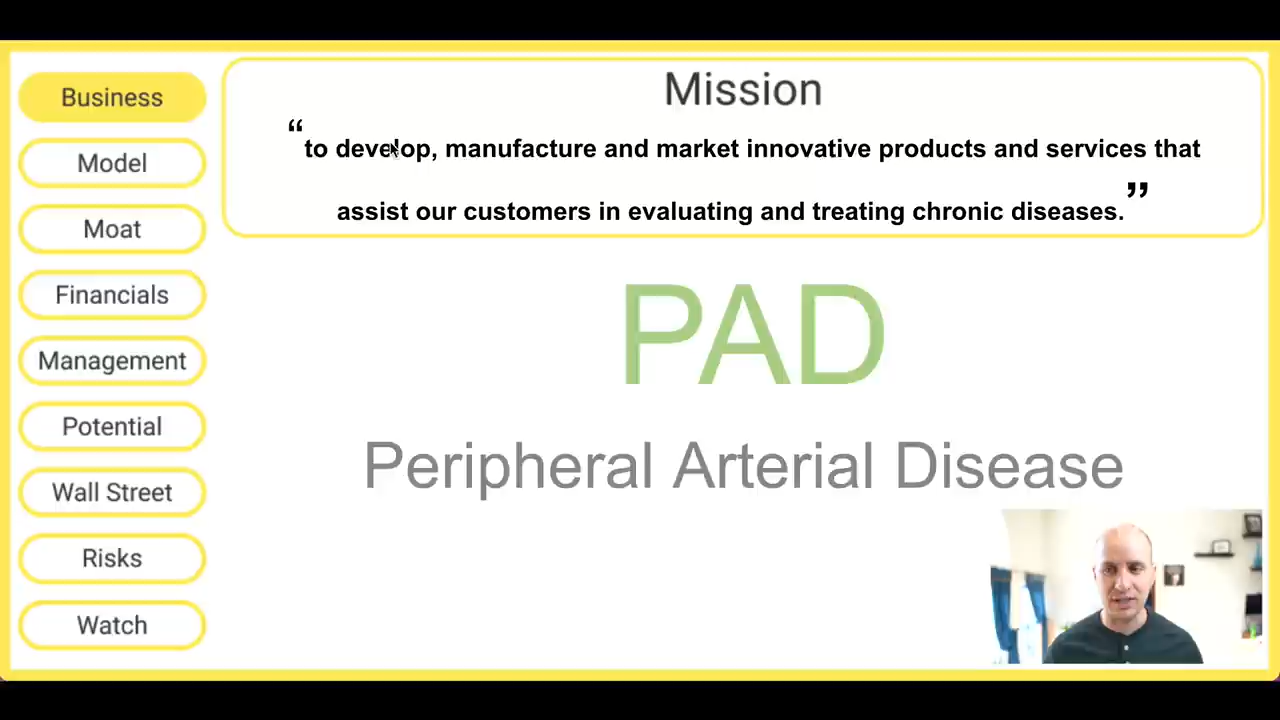 Business
Model
Moat
Financials
Management
Potential
Wall Street
Risks
Watch
Mission
“to develop, manufacture and market innovative products and services that
assist our customers in evaluating and treating chronic diseases.”
PAD
Peripheral Arterial Disease